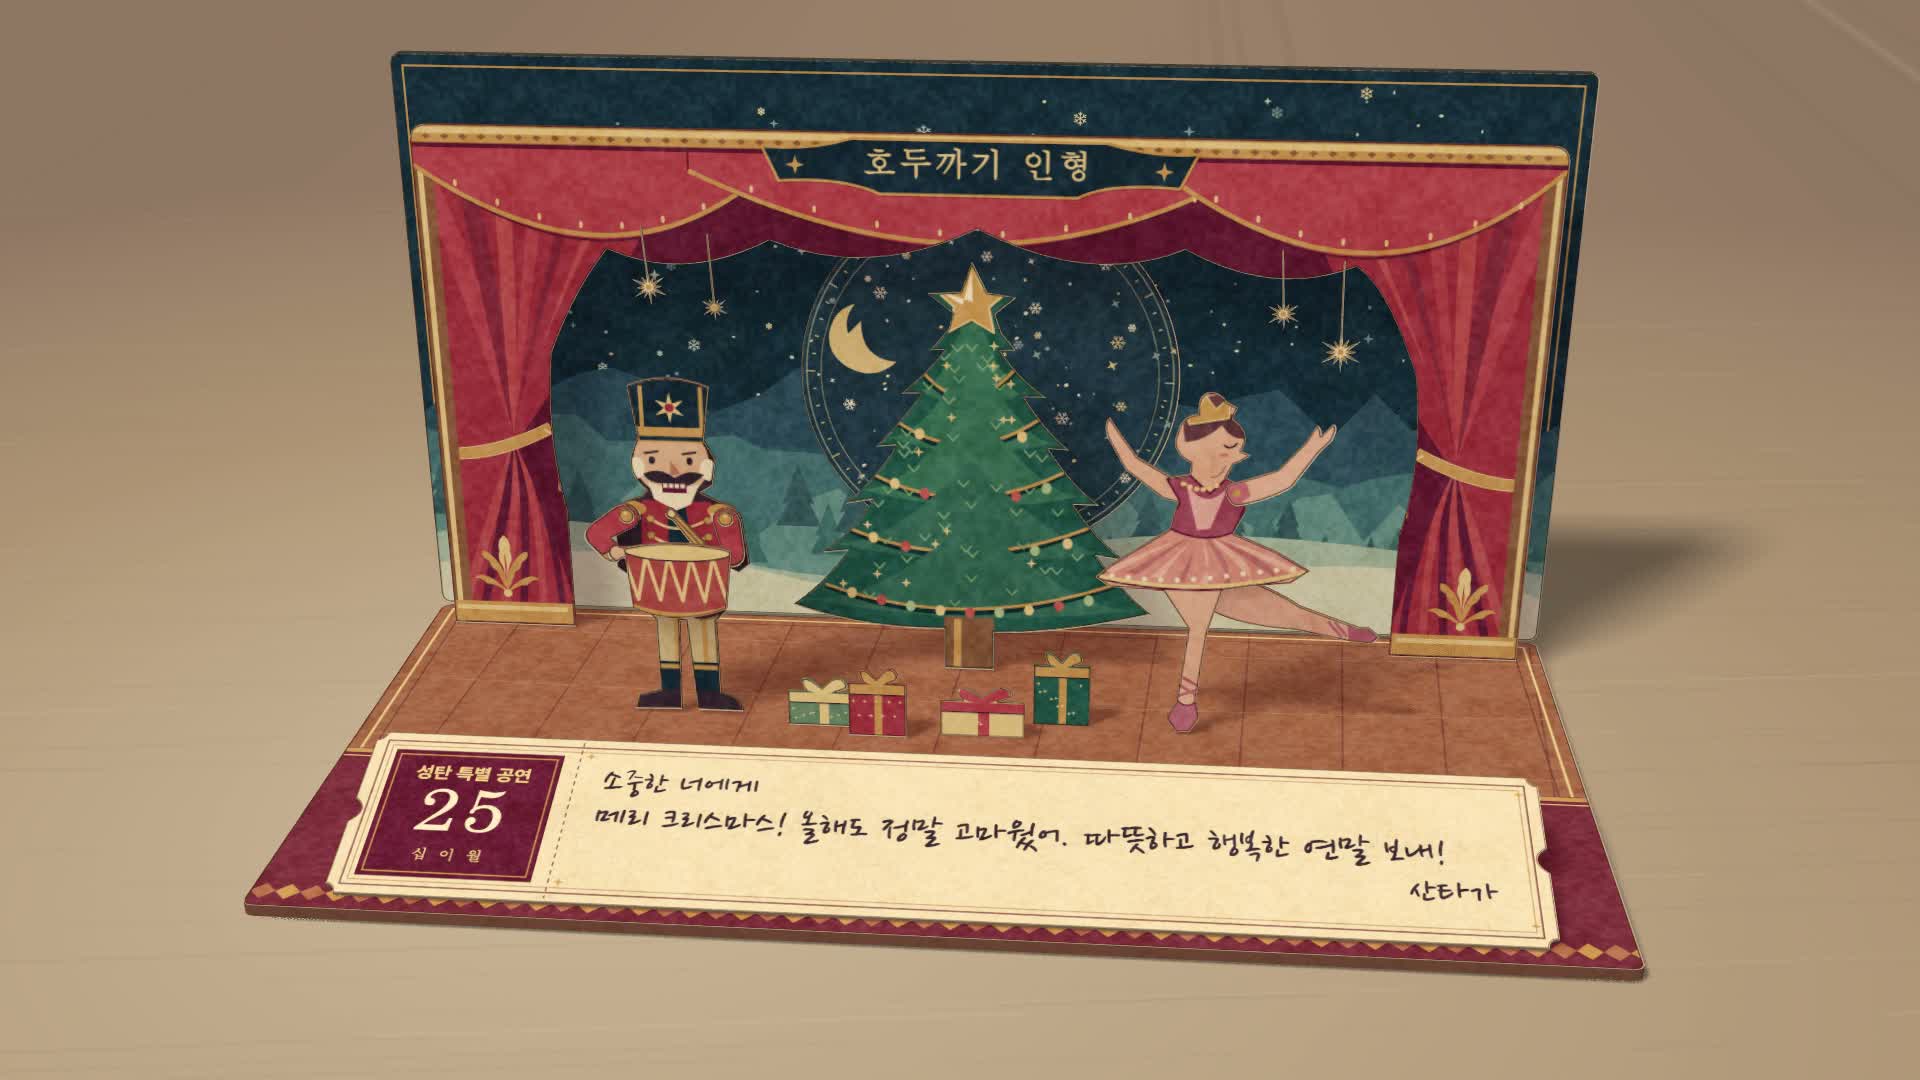 호두까기 인형
성탄 특별 공연
25
십이월
소중한 너에게
메리 크리스마스! 올해도 정말 고마웠어. 따뜻하고 행복한 연말 보내!
산타가